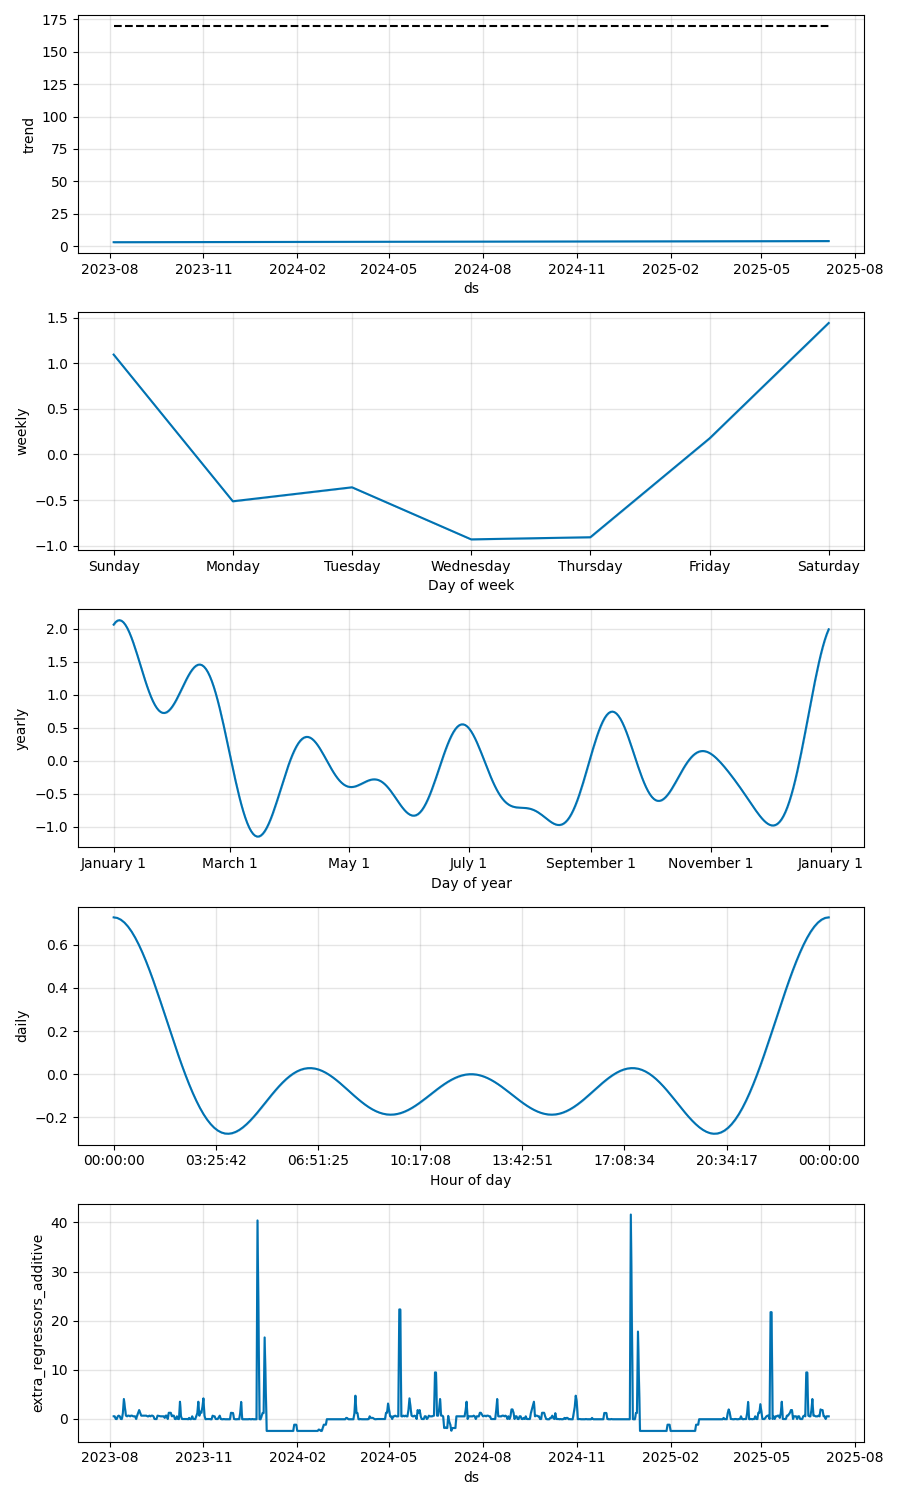 175
150
125
100
75
50
25
0
trend
2023-08 2023-11 2024-02 2024-05 2024-08 2024-11 2025-02 2025-05 2025-08
ds
1.5
1.0
0.5
0.0
−0.5
−1.0
weekly
Sunday Monday Tuesday Wednesday Thursday Friday Saturday
Day of week
2.0
1.5
1.0
0.5
0.0
−0.5
−1.0
yearly
January 1 March 1 May 1 July 1 September 1 November 1 January 1
Day of year
0.6
0.4
0.2
0.0
−0.2
daily
00:00:00 03:25:42 06:51:25 10:17:08 13:42:51 17:08:34 20:34:17 00:00:00
Hour of day
40
30
20
10
0
extra_regressors_additive
2023-08 2023-11 2024-02 2024-05 2024-08 2024-11 2025-02 2025-05 2025-08
ds